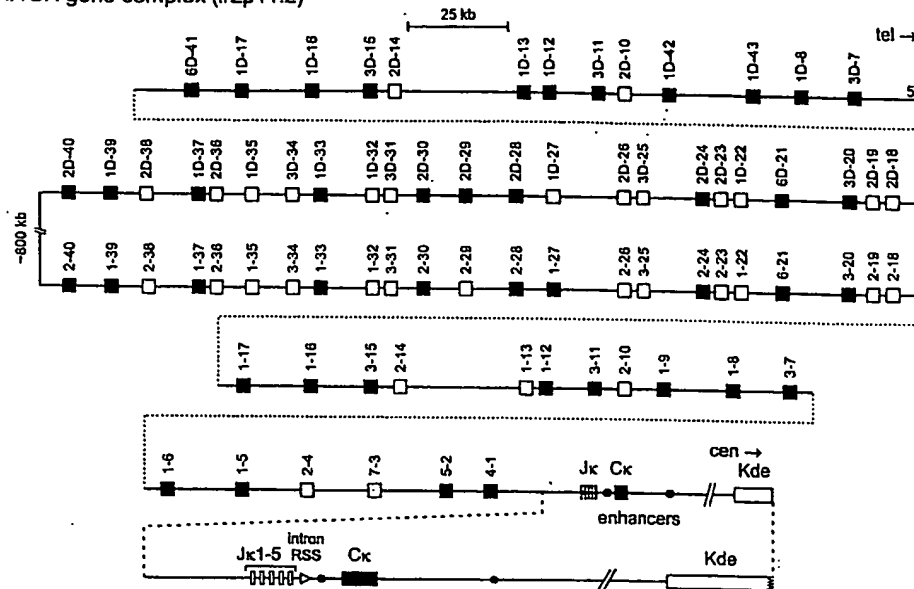 25 kb
tel →
6D-41 1D-17 1D-16 3D-15 2D-14 1D-13 1D-12 3D-11 2D-10 1D-42 1D-43 1D-8 3D-7
5
2D-40 1D-39 2D-38 1D-37 2D-36 1D-35 3D-34 1D-33 1D-32 3D-31 2D-30 2D-29 2D-28 1D-27 2D-26 3D-25 2D-24 2D-23 1D-22 6D-21 3D-20 2D-19 2D-18
~800 kb
2-40 1-39 2-38 1-37 2-36 1-35 3-34 1-33 1-32 3-31 2-30 2-29 2-28 1-27 2-26 3-25 2-24 2-23 1-22 6-21 3-20 2-19 2-18
1-17 1-16 3-15 2-14 1-13 1-12 3-11 2-10 1-9 1-8 3-7
1-6 1-5 2-4 7-3 5-2 4-1 Jκ Cκ
cen →
Kde
enhancers
Jκ1-5 intron RSS Cκ Kde